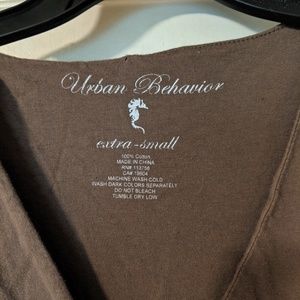 Urban Behavior
extra-small
100% Cotton
MADE IN CHINA
RN# 113756
CA# 19604
MACHINE WASH COLD
WASH DARK COLORS SEPARATELY
DO NOT BLEACH
TUMBLE DRY LOW